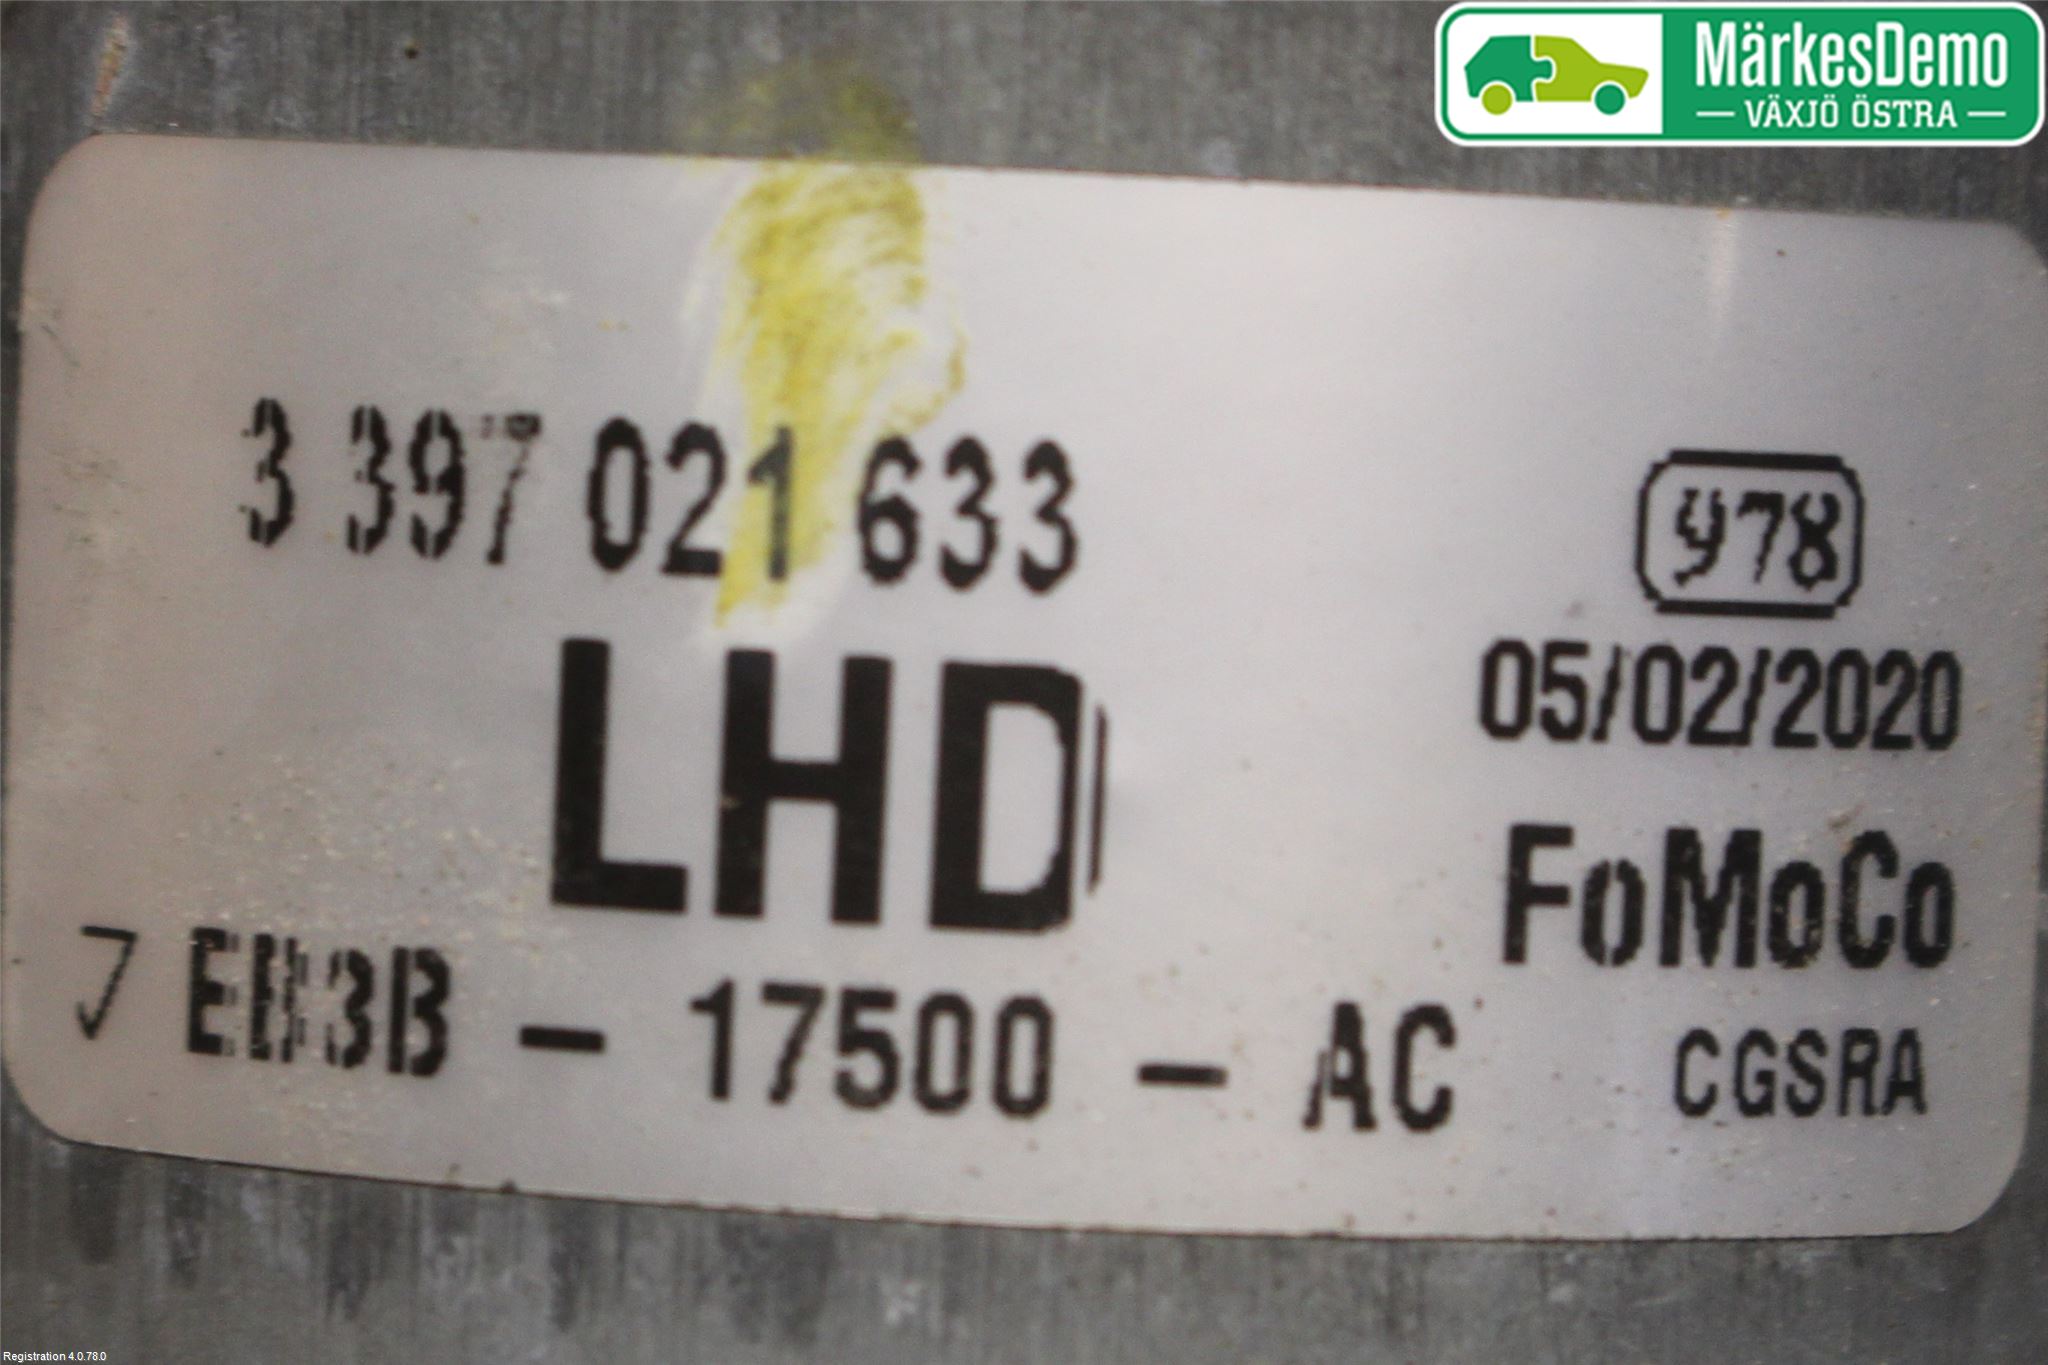 MärkesDemo
VÄXJÖ ÖSTRA
3 397 021 633
978
LHD
05/02/2020
FoMoCo
J EB3B - 17500 - AC
CGSRA
Registration 4.0.78.0